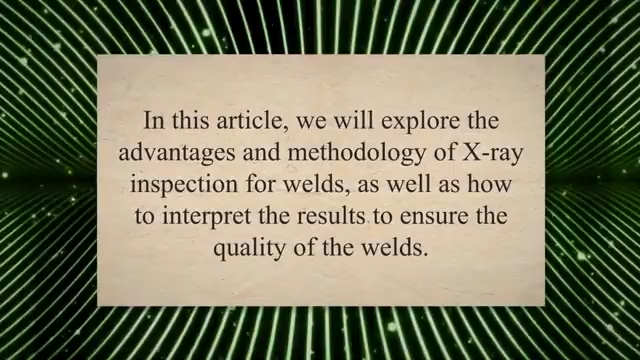 In this article, we will explore the
advantages and methodology of X-ray
inspection for welds, as well as how
to interpret the results to ensure the
quality of the welds.